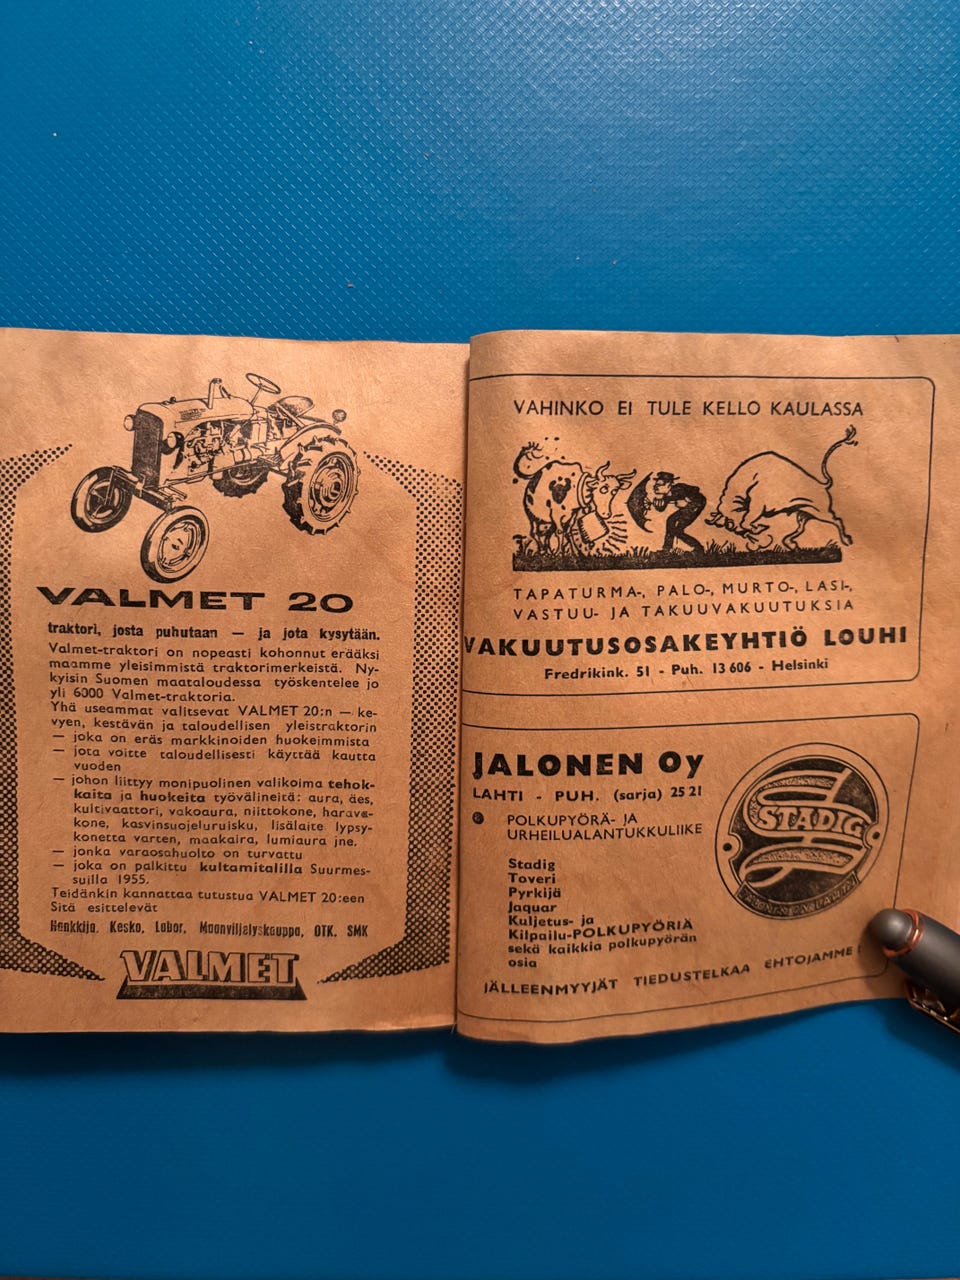 VALMET 20
traktori, josta puhutaan — ja jota kysytään.
Valmet-traktori on nopeasti kohonnut erääksi
maamme yleisimmistä traktorimerkeistä. Ny-
kyisin Suomen maataloudessa työskentelee jo
yli 6000 Valmet-traktoria.
Yhä useammat valitsevat VALMET 20:n — ke-
vyen, kestävän ja taloudellisen yleistraktorin
— joka on eräs markkinoiden huokeimmista
— jota voitte taloudellisesti käyttää kautta
vuoden
— johon liittyy monipuolinen valikoima tehok-
kaita ja huokeita työvälineitä: aura, äes,
kultivaattori, vakoaura, niittokone, harava-
kone, kasvinsuojeluruisku, lisälaite lypsy-
konetta varten, maakaira, lumiaura jne.
— jonka varaosahuolto on turvattu
— joka on palkittu kultamitalilla Suurmes-
suilla 1955.
Teidänkin kannattaa tutustua VALMET 20:een
Sitä esittelevät
Hankkija, Kesko, Labor, Maanviljelyskauppa, OTK, SMK
VALMET
VAHINKO EI TULE KELLO KAULASSA
TAPATURMA-, PALO-, MURTO-, LASI-,
VASTUU- JA TAKUUVAKUUTUKSIA
VAKUUTUSOSAKEYHTIÖ LOUHI
Fredrikink. 51 - Puh. 13 606 - Helsinki
JALONEN Oy
LAHTI - PUH. (sarja) 25 21
POLKUPYÖRÄ- JA
URHEILUALANTUKKULIIKE
STADIG
Stadig
Toveri
Pyrkijä
Jaquar
Kuljetus- ja
Kilpailu-POLKUPYÖRIÄ
sekä kaikkia polkupyörän
osia
JÄLLEENMYYJÄT TIEDUSTELKAA EHTOJAMME!